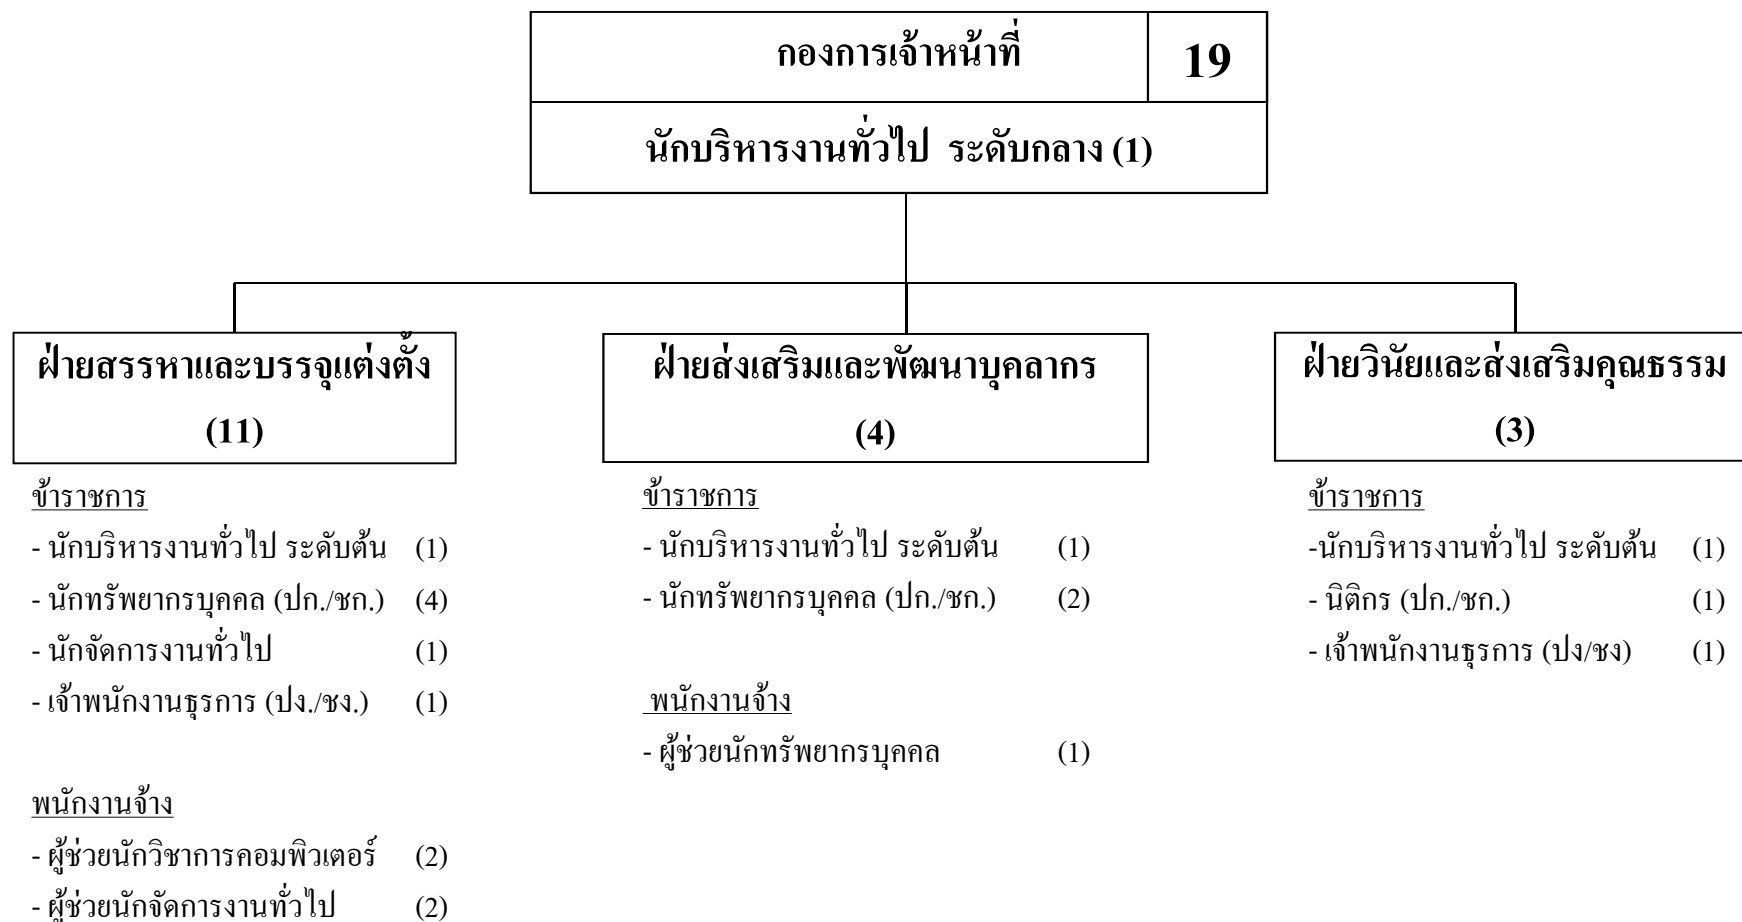 กองการเจ้าหน้าที่ 19
นักบริหารงานทั่วไป ระดับกลาง (1)
ฝ่ายสรรหาและบรรจุแต่งตั้ง
(11)
ข้าราชการ
- นักบริหารงานทั่วไป ระดับต้น (1)
- นักทรัพยากรบุคคล (ปก./ชก.) (4)
- นักจัดการงานทั่วไป (1)
- เจ้าพนักงานธุรการ (ปง./ชง.) (1)
พนักงานจ้าง
- ผู้ช่วยนักวิชาการคอมพิวเตอร์ (2)
- ผู้ช่วยนักจัดการงานทั่วไป (2)
ฝ่ายส่งเสริมและพัฒนาบุคลากร
(4)
ข้าราชการ
- นักบริหารงานทั่วไป ระดับต้น (1)
- นักทรัพยากรบุคคล (ปก./ชก.) (2)
พนักงานจ้าง
- ผู้ช่วยนักทรัพยากรบุคคล (1)
ฝ่ายวินัยและส่งเสริมคุณธรรม
(3)
ข้าราชการ
-นักบริหารงานทั่วไป ระดับต้น (1)
- นิติกร (ปก./ชก.) (1)
- เจ้าพนักงานธุรการ (ปง/ชง) (1)